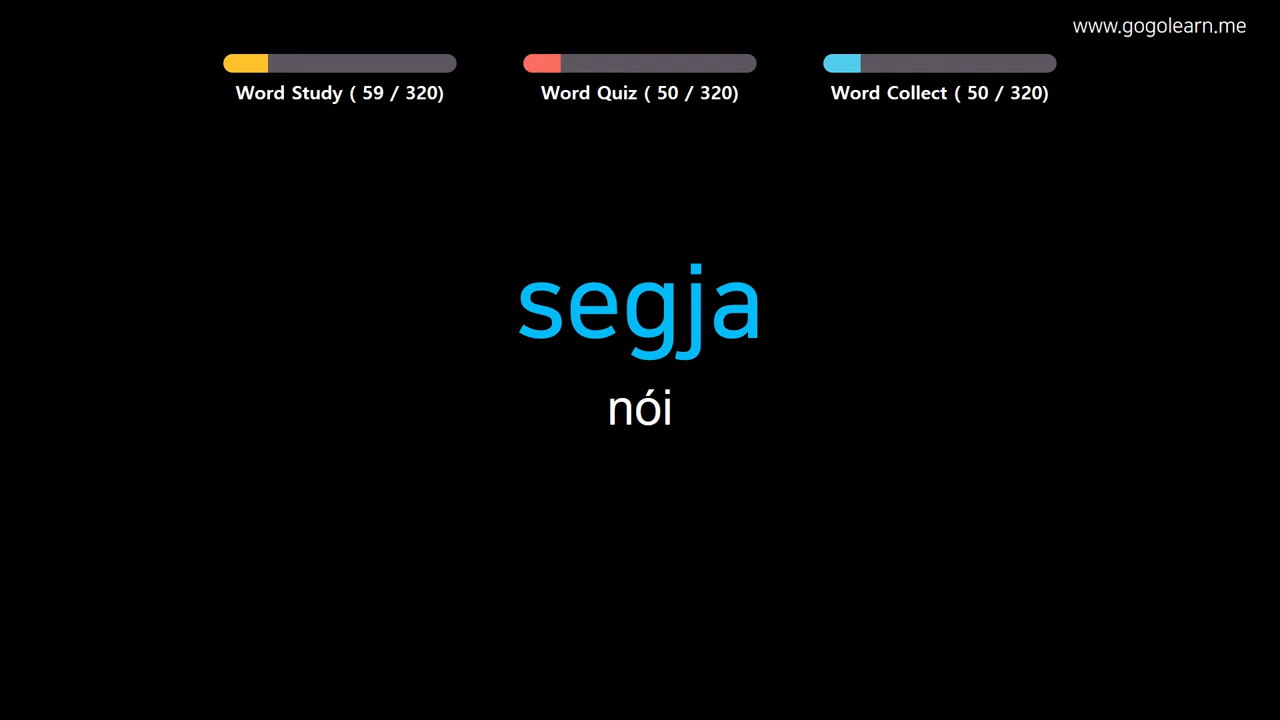 www.gogolearn.me
Word Study ( 59 / 320)
Word Quiz ( 50 / 320)
Word Collect ( 50 / 320)
segja
nói